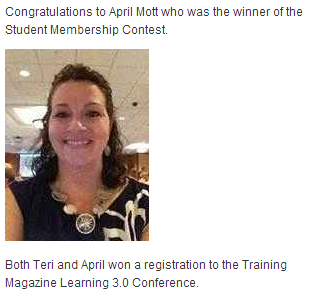 Congratulations to April Mott who was the winner of the
Student Membership Contest.
Both Teri and April won a registration to the Training
Magazine Learning 3.0 Conference.